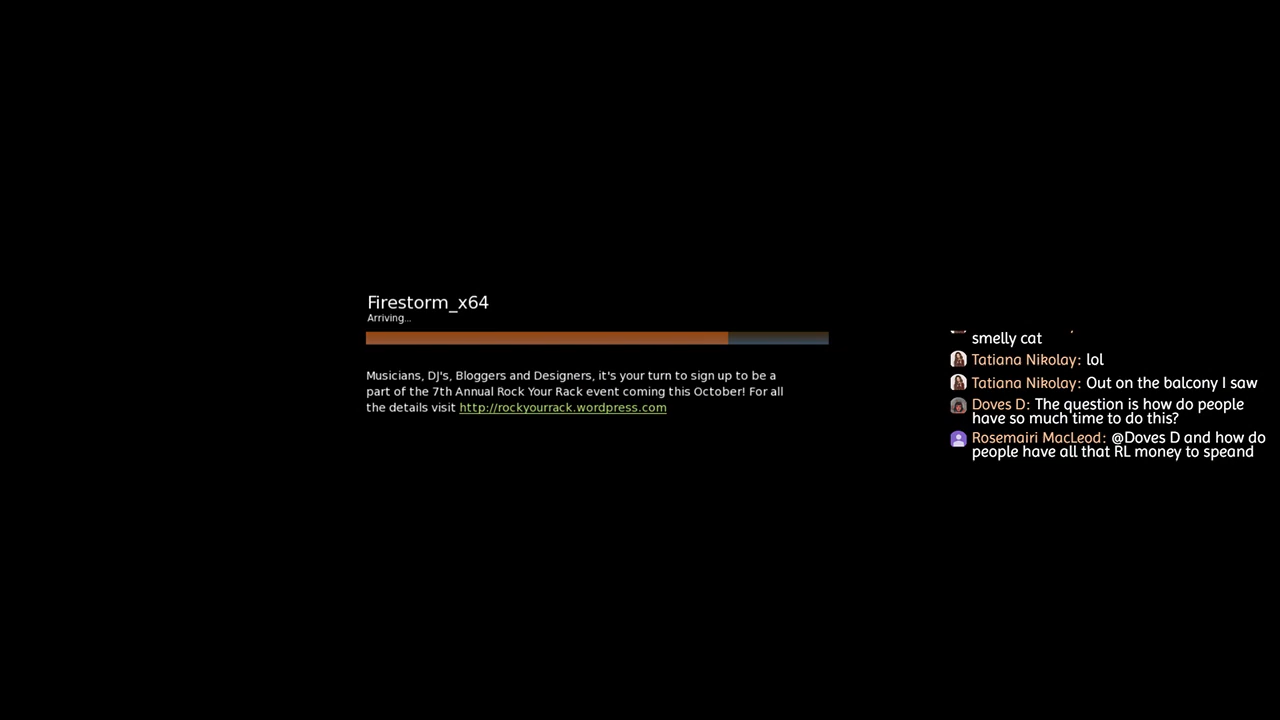 Firestorm_x64
Arriving...
Musicians, DJ's, Bloggers and Designers, it's your turn to sign up to be a
part of the 7th Annual Rock Your Rack event coming this October! For all
the details visit http://rockyourrack.wordpress.com
smelly cat
Tatiana Nikolay: lol
Tatiana Nikolay: Out on the balcony I saw
Doves D: The question is how do people
have so much time to do this?
Rosemairi MacLeod: @Doves D and how do
people have all that RL money to speand